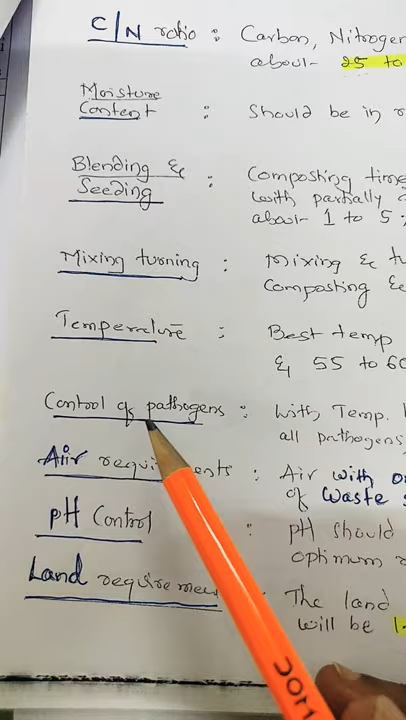 C/N ratio : Carbon, Nitrogen
about 25 to
Moisture
Content : Should be in
Blending & : Composting time
Seeding with partially
about 1 to 5 ;
Mixing turning : Mixing &
Composting &
Temperature : Best temp
& 55 to 60
Control of pathogens : with Temp.
all pathogens
Air : Air with
of waste
pH Control : pH should
optimum
Land : The land
will be